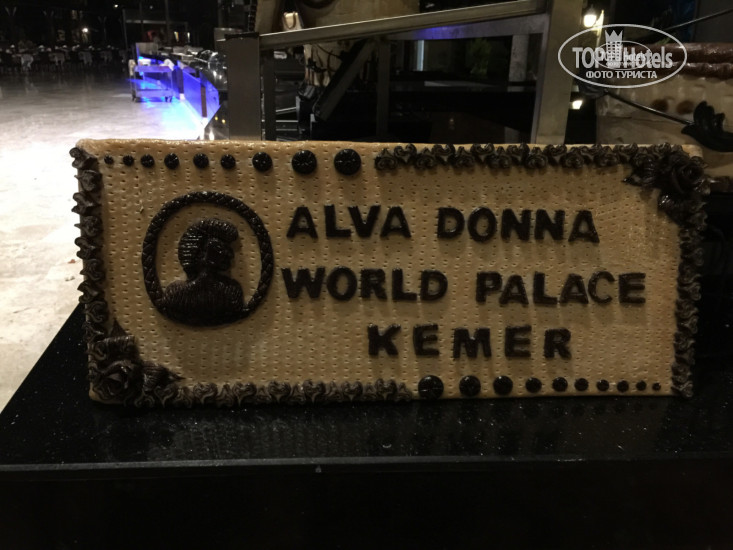 TOP Hotels
ФОТО ТУРИСТА
ALVA DONNA
WORLD PALACE
KEMER